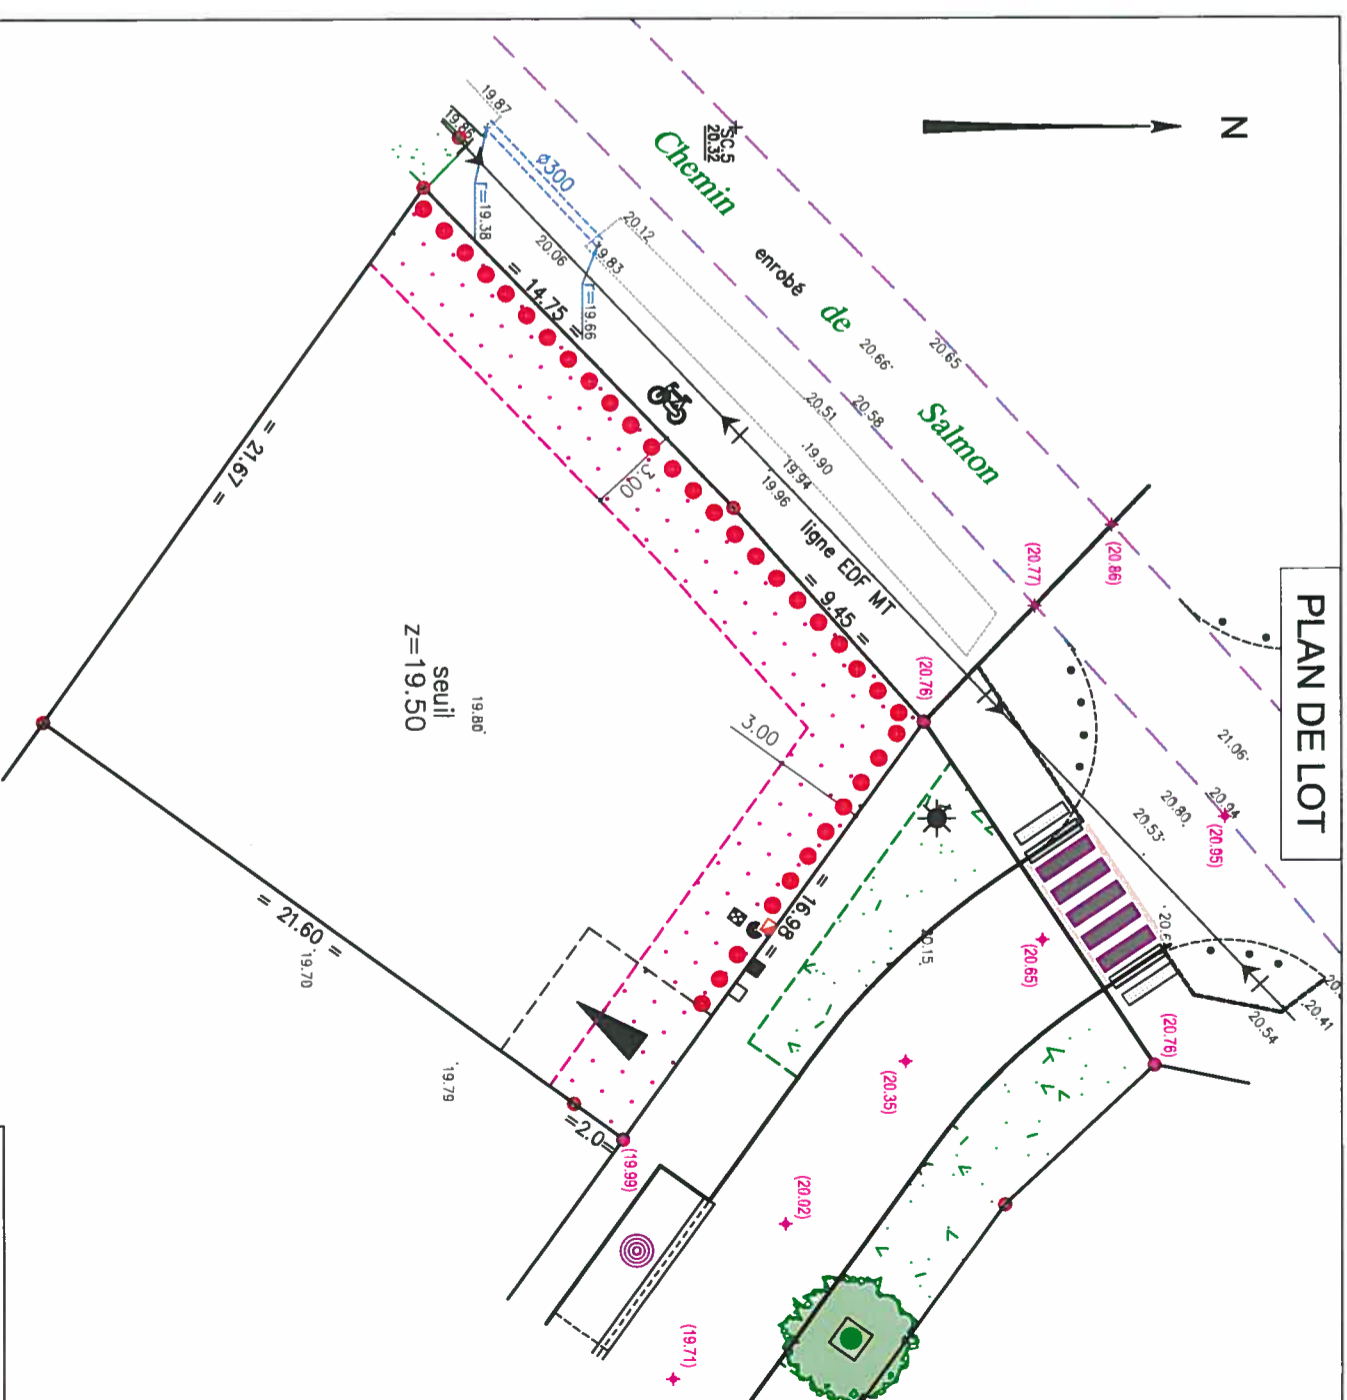 PLAN DE LOT
N
SC.5
20.32
Chemin
de
Salmon
enrobé
19.87
ø300
r=19.38
20.06
20.12
19.83
r=19.66
= 14.75 =
20.66
20.65
20.58
20.51
19.90
19.94
19.96
ligne EDF MT
= 9.45 =
3.00
(20.86)
(20.77)
(20.76)
21.06
20.94
(20.95)
20.80
20.53
20.41
20.54
(20.76)
(20.65)
(20.35)
(20.02)
(19.71)
(19.99)
3.00
= 16.98 =
= 21.67 =
seuil
z=19.50
19.80
= 21.60 =
19.70
19.79
=2.0=